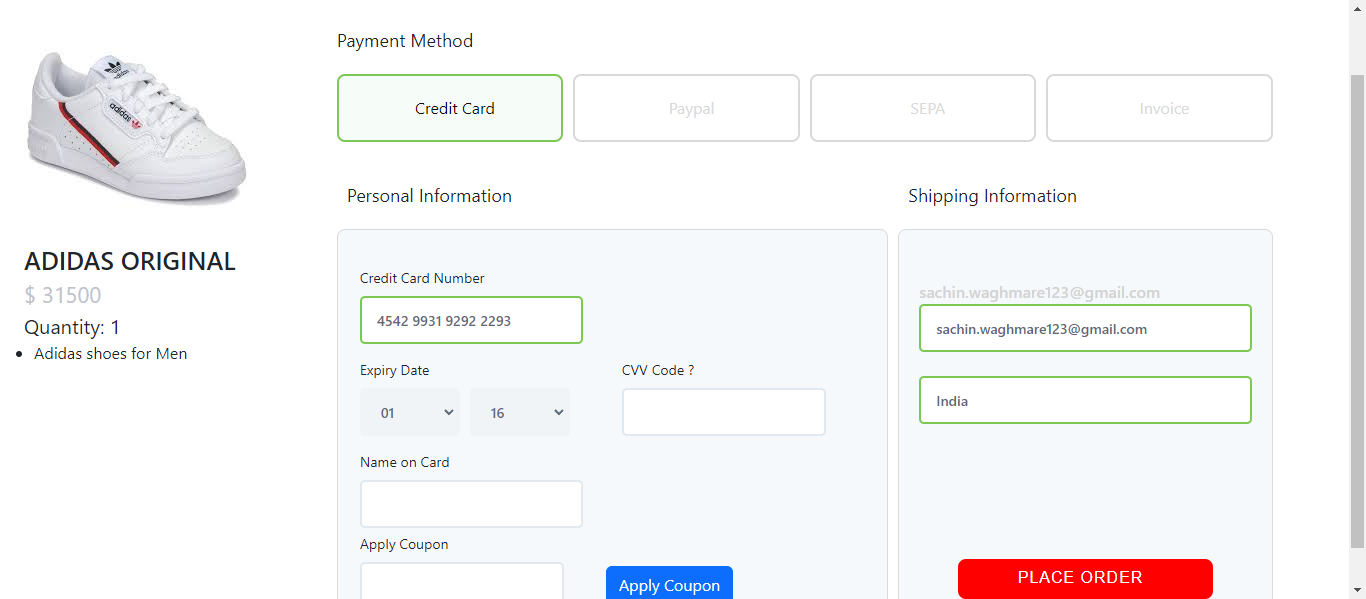 Payment Method
Credit Card
Paypal
SEPA
Invoice
adidas
adidas
ADIDAS ORIGINAL
$ 31500
Quantity: 1
Adidas shoes for Men
Personal Information
Credit Card Number
4542 9931 9292 2293
Expiry Date
CVV Code ?
01
16
Name on Card
Apply Coupon
Apply Coupon
Shipping Information
sachin.waghmare123@gmail.com
sachin.waghmare123@gmail.com
India
PLACE ORDER